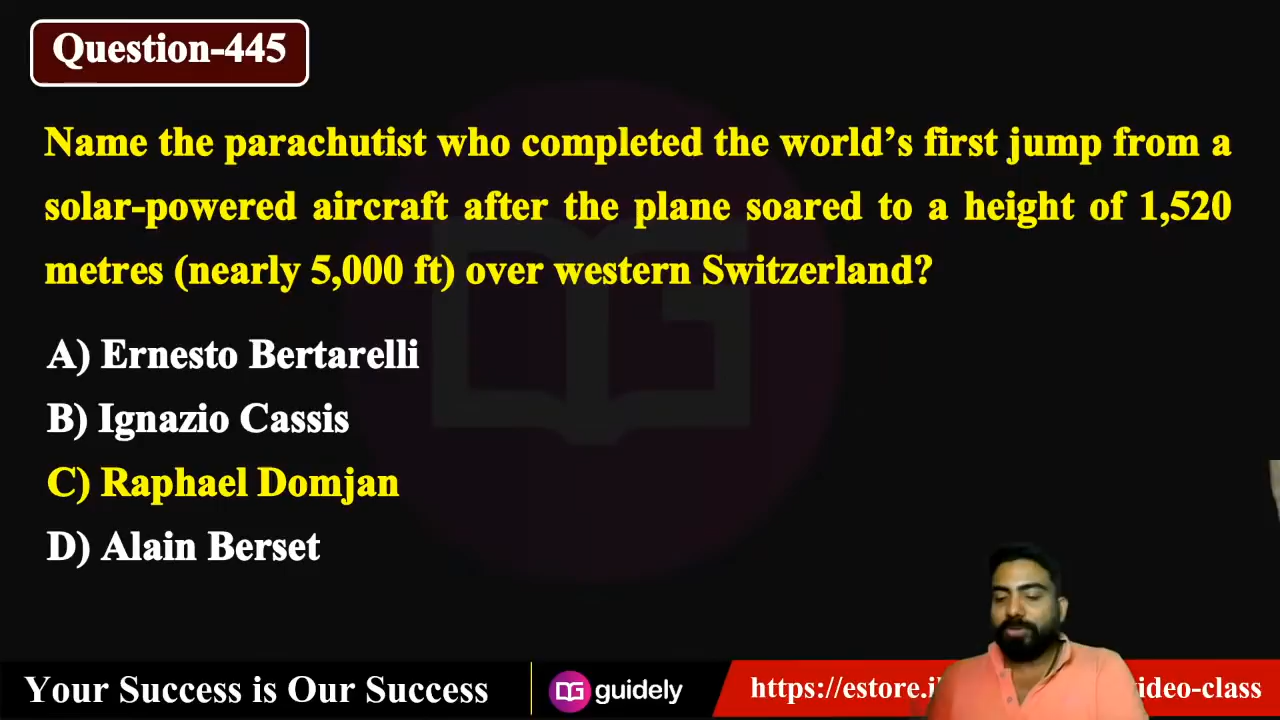 Question-445
Name the parachutist who completed the world’s first jump from a
solar-powered aircraft after the plane soared to a height of 1,520
metres (nearly 5,000 ft) over western Switzerland?
A) Ernesto Bertarelli
B) Ignazio Cassis
C) Raphael Domjan
D) Alain Berset
Your Success is Our Success
DG guidely
https://estore.i
ideo-class